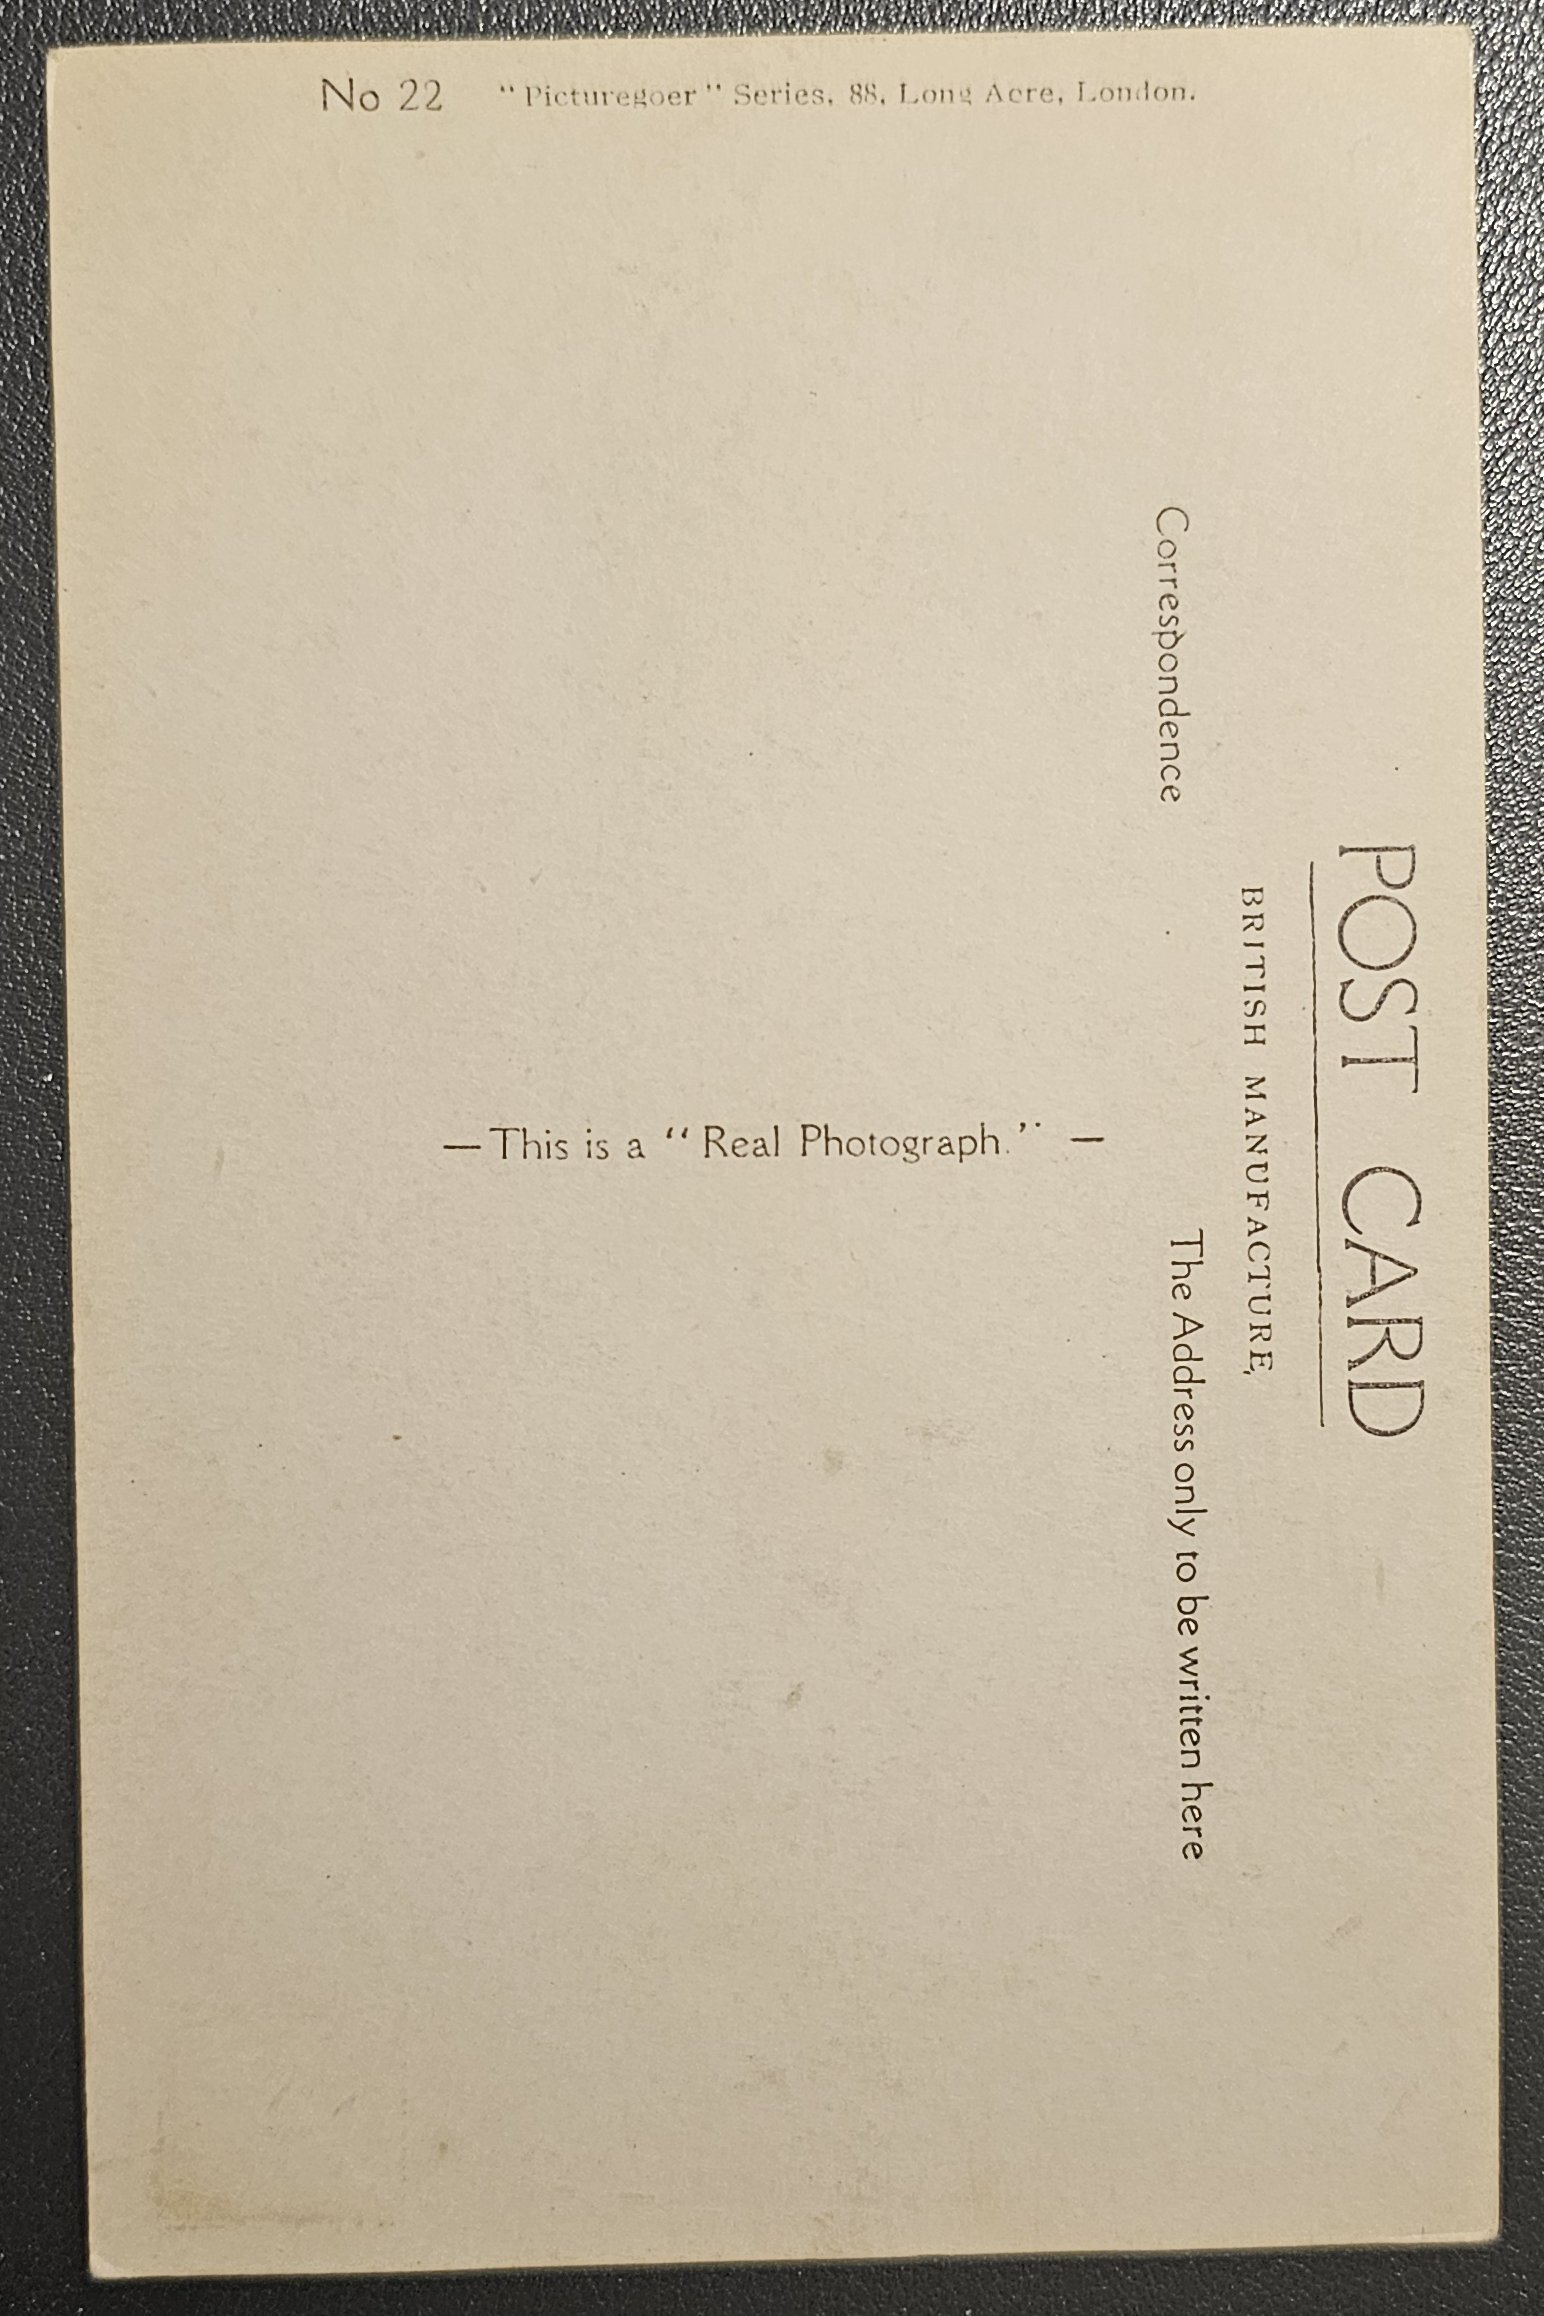 No 22 "Picturegoer" Series, 88, Long Acre, London.
POST CARD
BRITISH MANUFACTURE,
Correspondence
The Address only to be written here
—This is a "Real Photograph." —